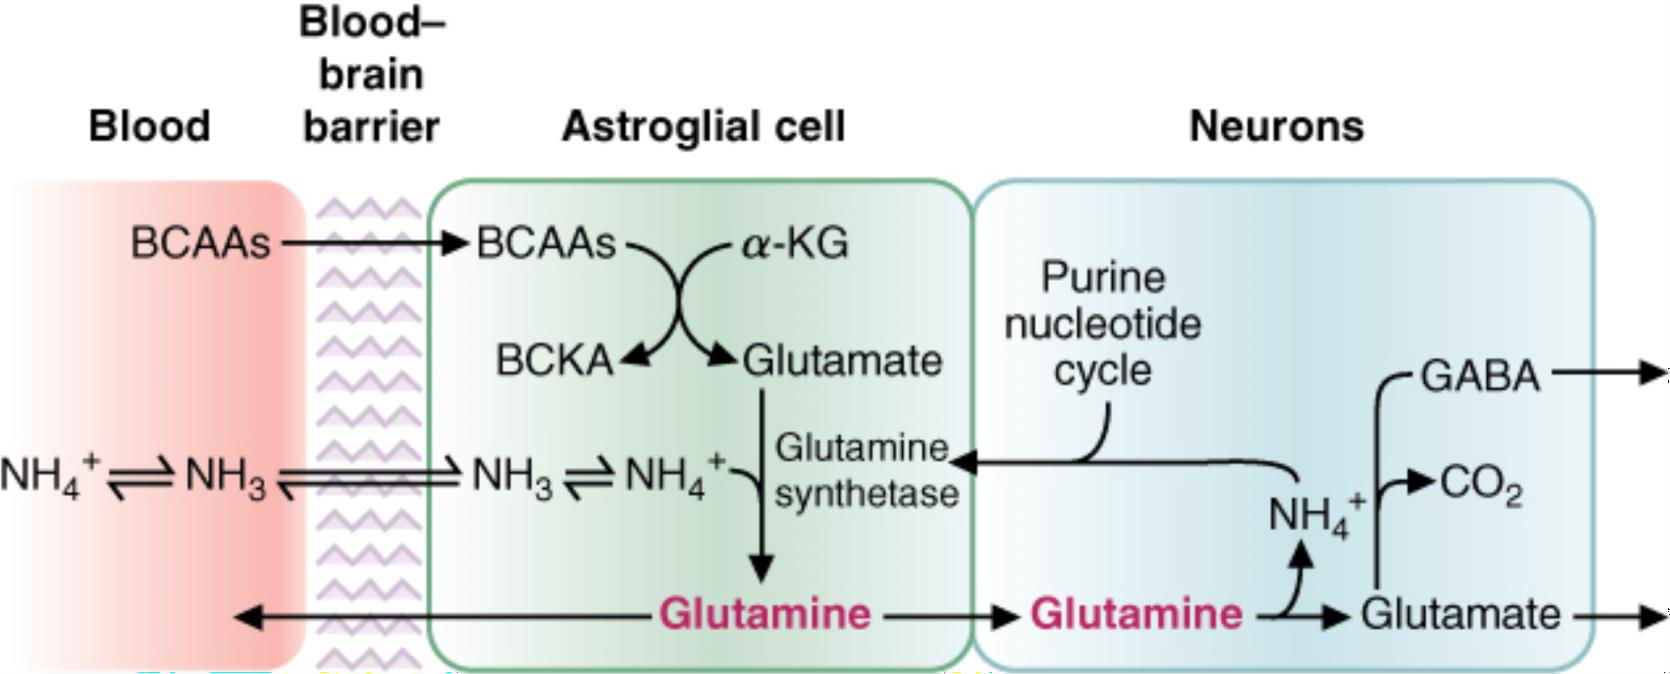 Blood–
brain
barrier
Blood
Astroglial cell
Neurons
BCAAs
BCAAs
α-KG
BCKA
Glutamate
Purine
nucleotide
cycle
GABA
NH₄⁺
NH₃
NH₃
NH₄⁺
Glutamine
synthetase
NH₄⁺
CO₂
Glutamine
Glutamine
Glutamate